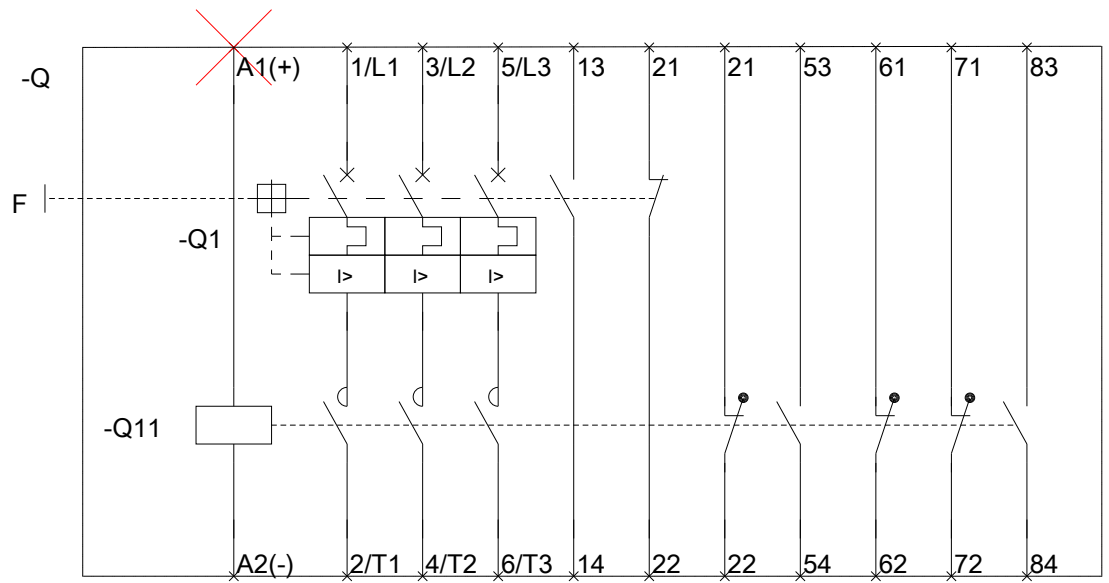 -Q
A1(+) 1/L1 3/L2 5/L3 13 21 21 53 61 71 83
F
-Q1
I> I> I>
-Q11
A2(-) 2/T1 4/T2 6/T3 14 22 22 54 62 72 84